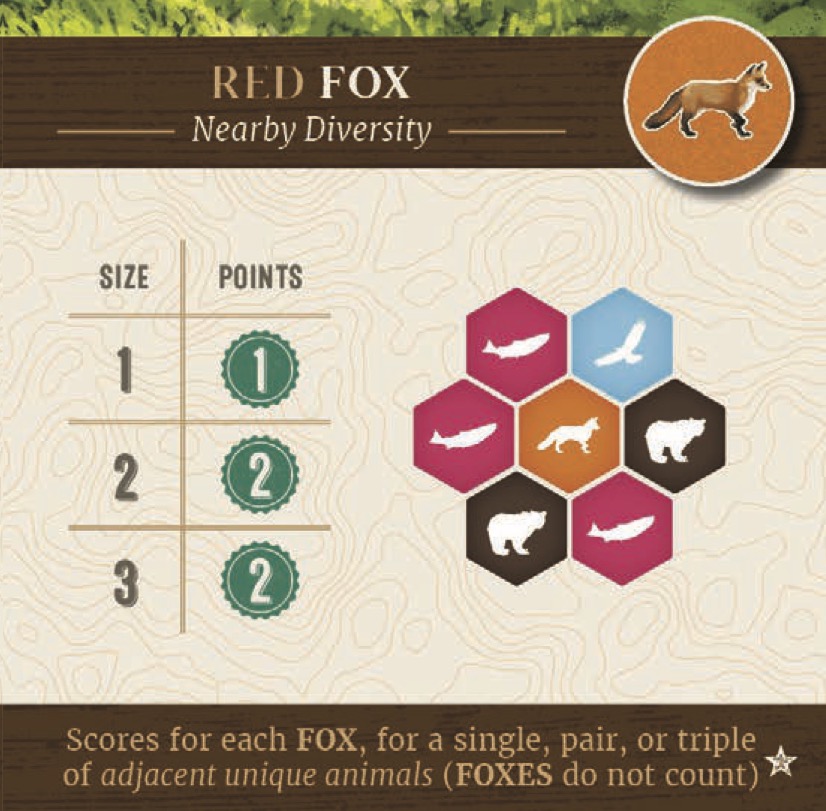 RED FOX
Nearby Diversity
SIZE POINTS
1 1
2 2
3 2
Scores for each FOX, for a single, pair, or triple
of adjacent unique animals (FOXES do not count)